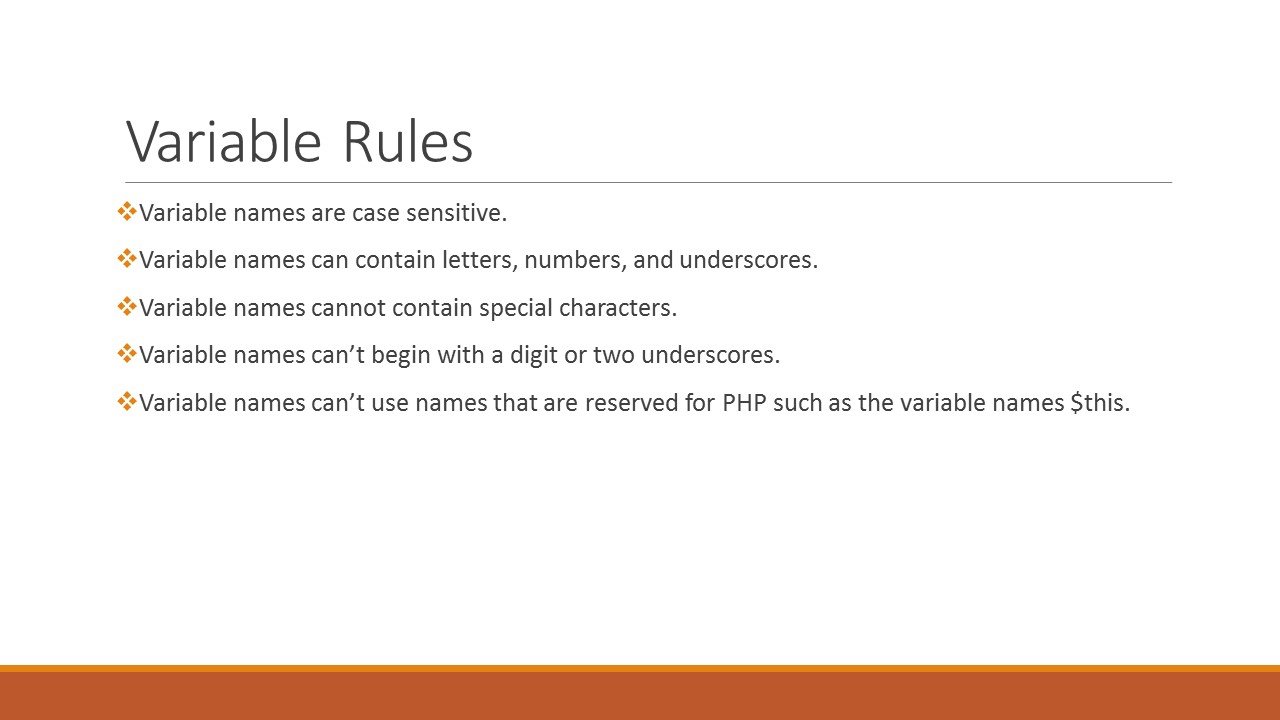 Variable Rules
Variable names are case sensitive.
Variable names can contain letters, numbers, and underscores.
Variable names cannot contain special characters.
Variable names can’t begin with a digit or two underscores.
Variable names can’t use names that are reserved for PHP such as the variable names $this.